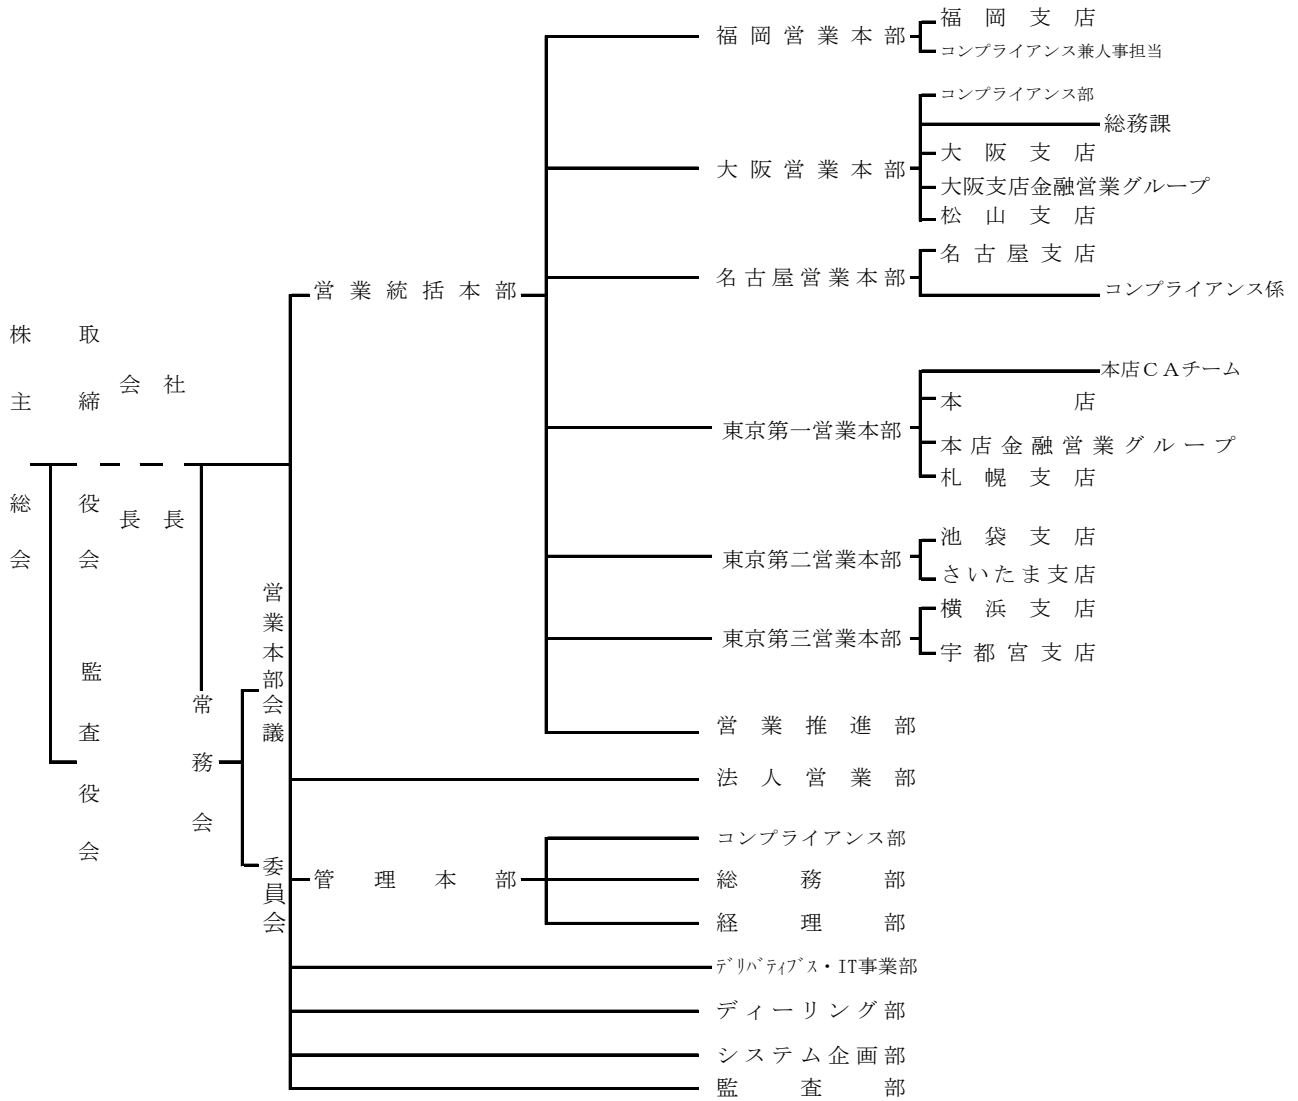 株主総会
取締役会
会長
社長
監査役会
常務会
営業本部会議
委員会
営業統括本部
福岡営業本部
福岡支店
コンプライアンス兼人事担当
大阪営業本部
コンプライアンス部
総務課
大阪支店
大阪支店金融営業グループ
松山支店
名古屋営業本部
名古屋支店
コンプライアンス係
東京第一営業本部
本店ＣＡチーム
本店
本店金融営業グループ
札幌支店
東京第二営業本部
池袋支店
さいたま支店
東京第三営業本部
横浜支店
宇都宮支店
営業推進部
法人営業部
管理本部
コンプライアンス部
総務部
経理部
ﾃﾞﾘﾊﾞﾃｨﾌﾞｽ・IT事業部
ディーリング部
システム企画部
監査部